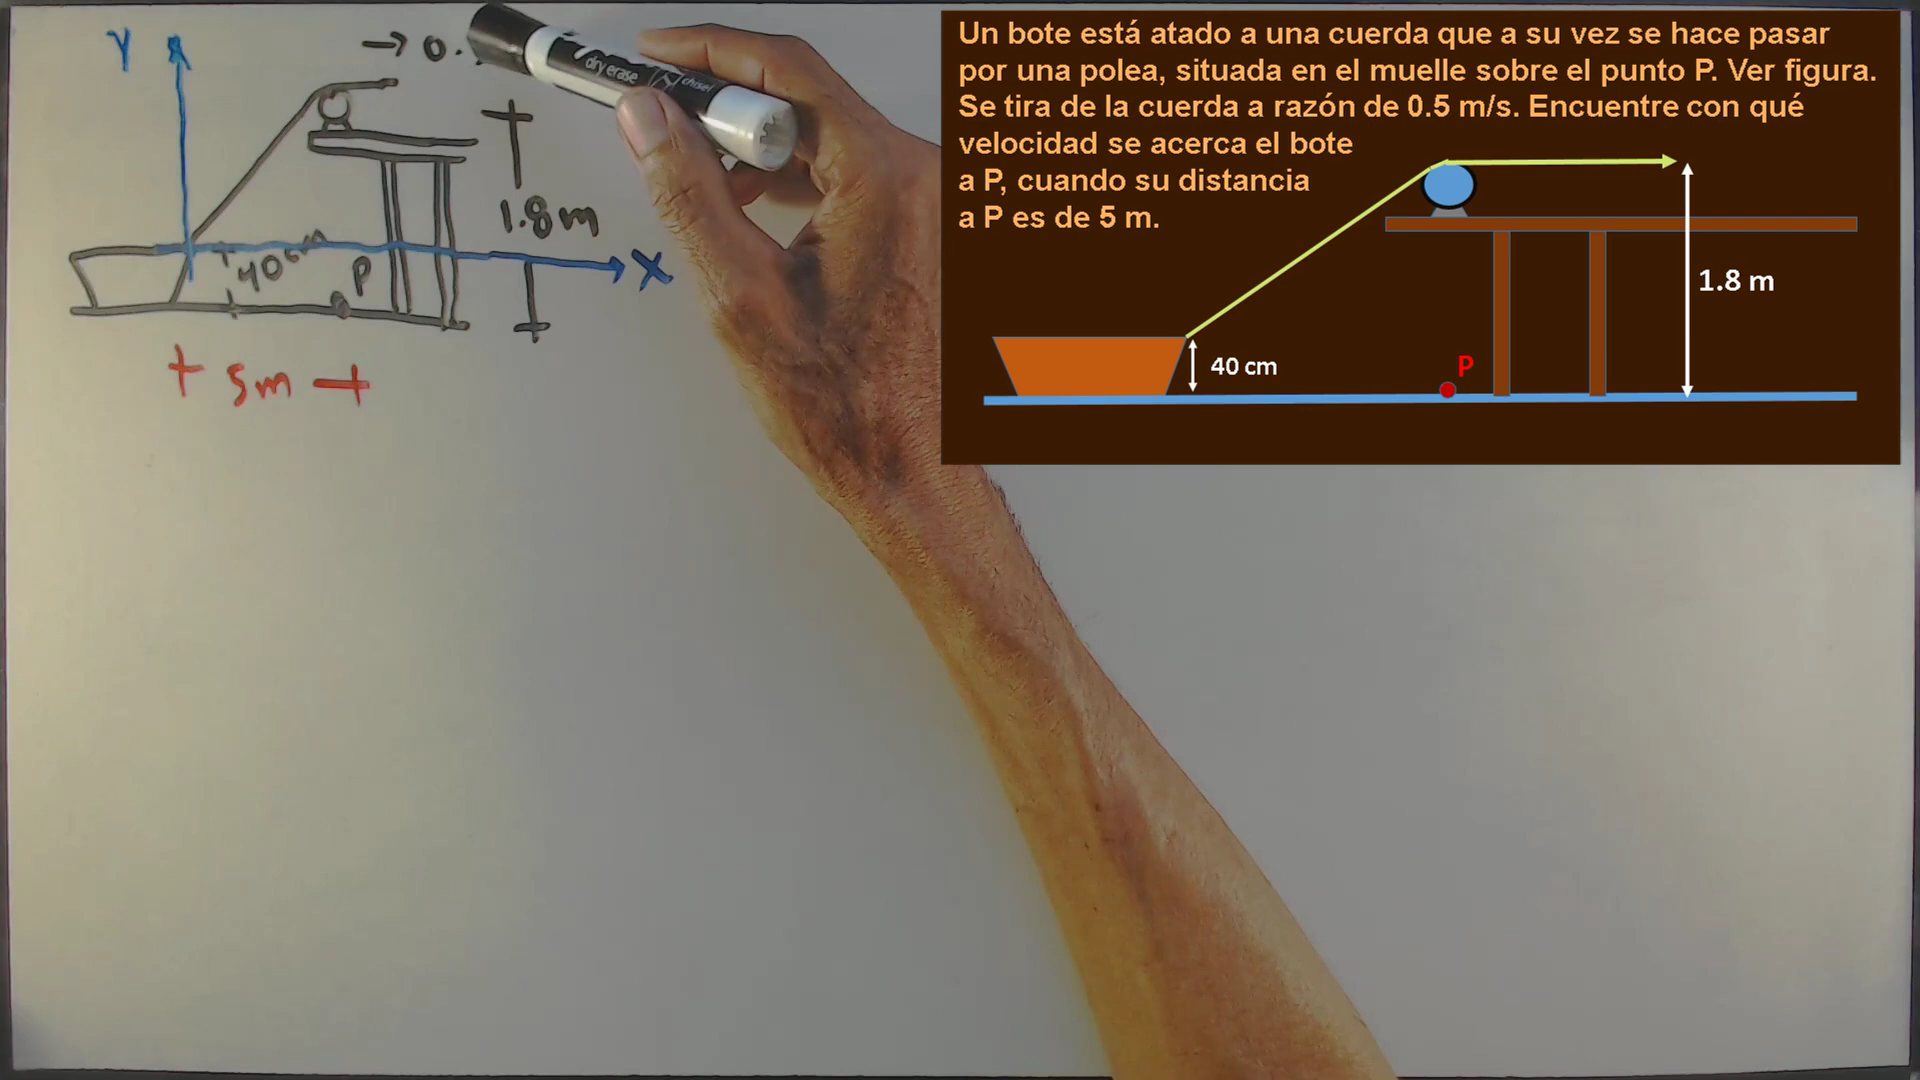 Y
→ 0.
1.8m
40cm
P
X
5m
dry erase
chisel
Un bote está atado a una cuerda que a su vez se hace pasar
por una polea, situada en el muelle sobre el punto P. Ver figura.
Se tira de la cuerda a razón de 0.5 m/s. Encuentre con qué
velocidad se acerca el bote
a P, cuando su distancia
a P es de 5 m.
1.8 m
40 cm
P